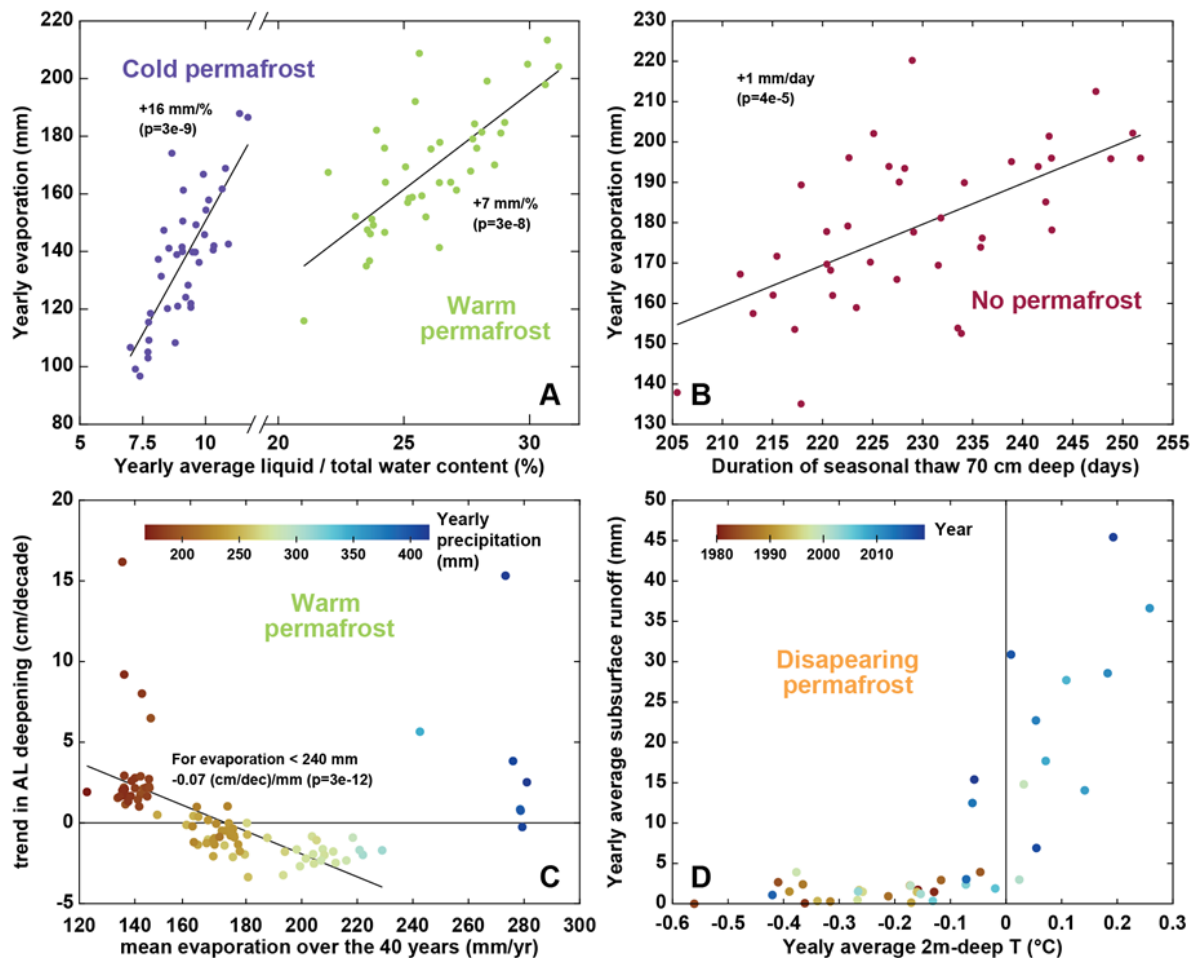 220
200
180
160
140
120
100
80
Yearly evaporation (mm)
Cold permafrost
+16 mm/%
(p=3e-9)
+7 mm/%
(p=3e-8)
Warm
permafrost
A
5
7.5
10
20
25
30
Yearly average liquid / total water content (%)
230
220
210
200
190
180
170
160
150
140
130
Yearly evaporation (mm)
+1 mm/day
(p=4e-5)
No permafrost
B
205
215
220
225
230
235
240
245
250
255
Duration of seasonal thaw 70 cm deep (days)
20
15
10
5
0
-5
trend in AL deepening (cm/decade)
Yearly
precipitation
(mm)
200
250
300
350
400
Warm
permafrost
For evaporation < 240 mm
-0.07 (cm/dec)/mm (p=3e-12)
C
120
140
160
180
200
220
240
260
280
300
mean evaporation over the 40 years (mm/yr)
50
45
40
35
30
25
20
15
10
5
0
Yearly average subsurface runoff (mm)
Year
1980
1990
2000
2010
Disapearing
permafrost
D
-0.6
-0.5
-0.4
-0.3
-0.2
-0.1
0
0.1
0.2
0.3
Yealy average 2m-deep T (°C)